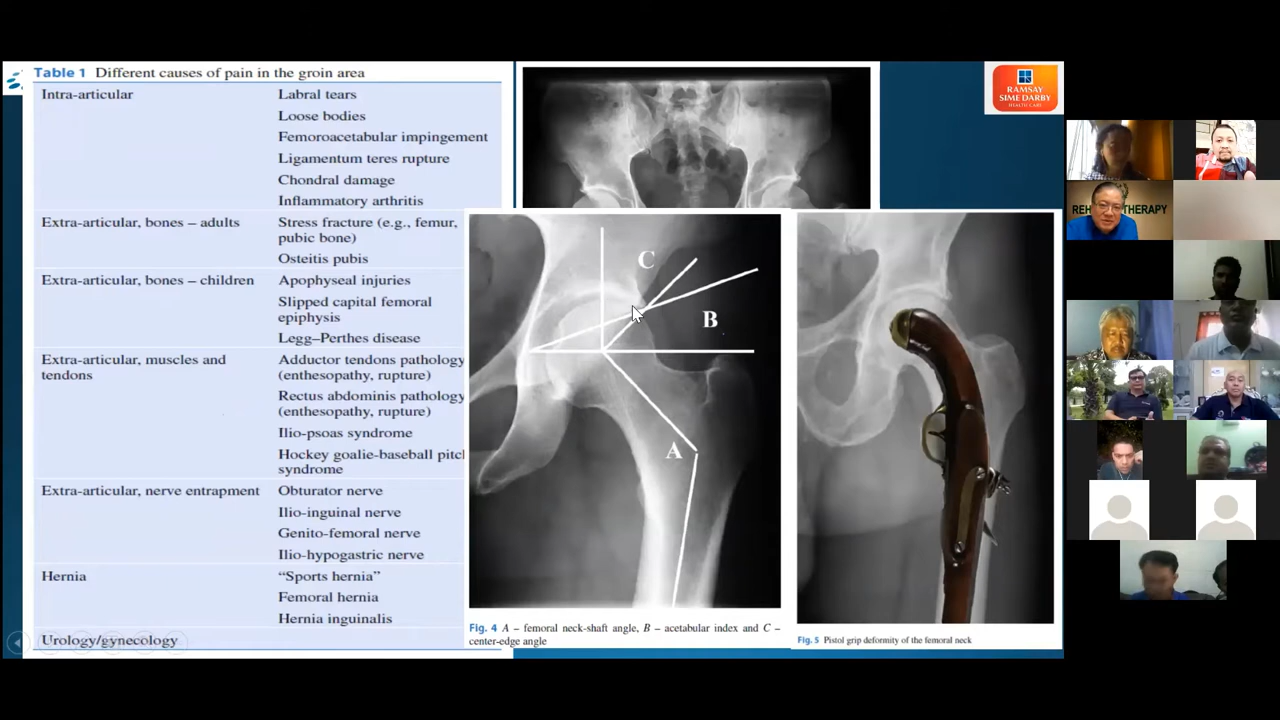 Table 1 Different causes of pain in the groin area
Intra-articular
Labral tears
Loose bodies
Femoroacetabular impingement
Ligamentum teres rupture
Chondral damage
Inflammatory arthritis
Extra-articular, bones – adults
Stress fracture (e.g., femur,
pubic bone)
Osteitis pubis
Extra-articular, bones – children
Apophyseal injuries
Slipped capital femoral
epiphysis
Legg–Perthes disease
Extra-articular, muscles and
tendons
Adductor tendons pathology
(enthesopathy, rupture)
Rectus abdominis pathology
(enthesopathy, rupture)
Ilio-psoas syndrome
Hockey goalie-baseball pitc
syndrome
Extra-articular, nerve entrapment
Obturator nerve
Ilio-inguinal nerve
Genito-femoral nerve
Ilio-hypogastric nerve
Hernia
“Sports hernia”
Femoral hernia
Hernia inguinalis
Urology/gynecology
C
B
A
Fig. 4 A – femoral neck-shaft angle, B – acetabular index and C –
center-edge angle
Fig. 5 Pistol grip deformity of the femoral neck
RAMSAY
SIME DARBY
HEALTH CARE